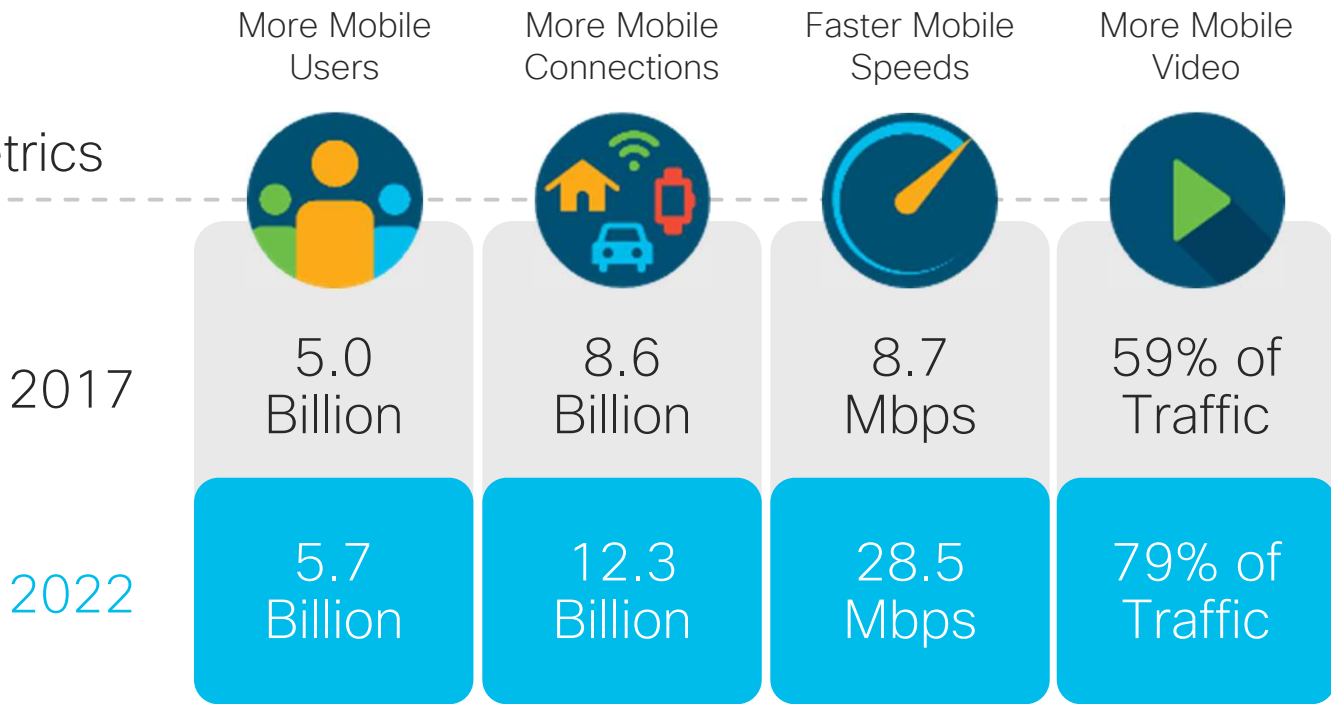 More Mobile
Users
More Mobile
Connections
Faster Mobile
Speeds
More Mobile
Video
etrics
2017
5.0
Billion
8.6
Billion
8.7
Mbps
59% of
Traffic
2022
5.7
Billion
12.3
Billion
28.5
Mbps
79% of
Traffic